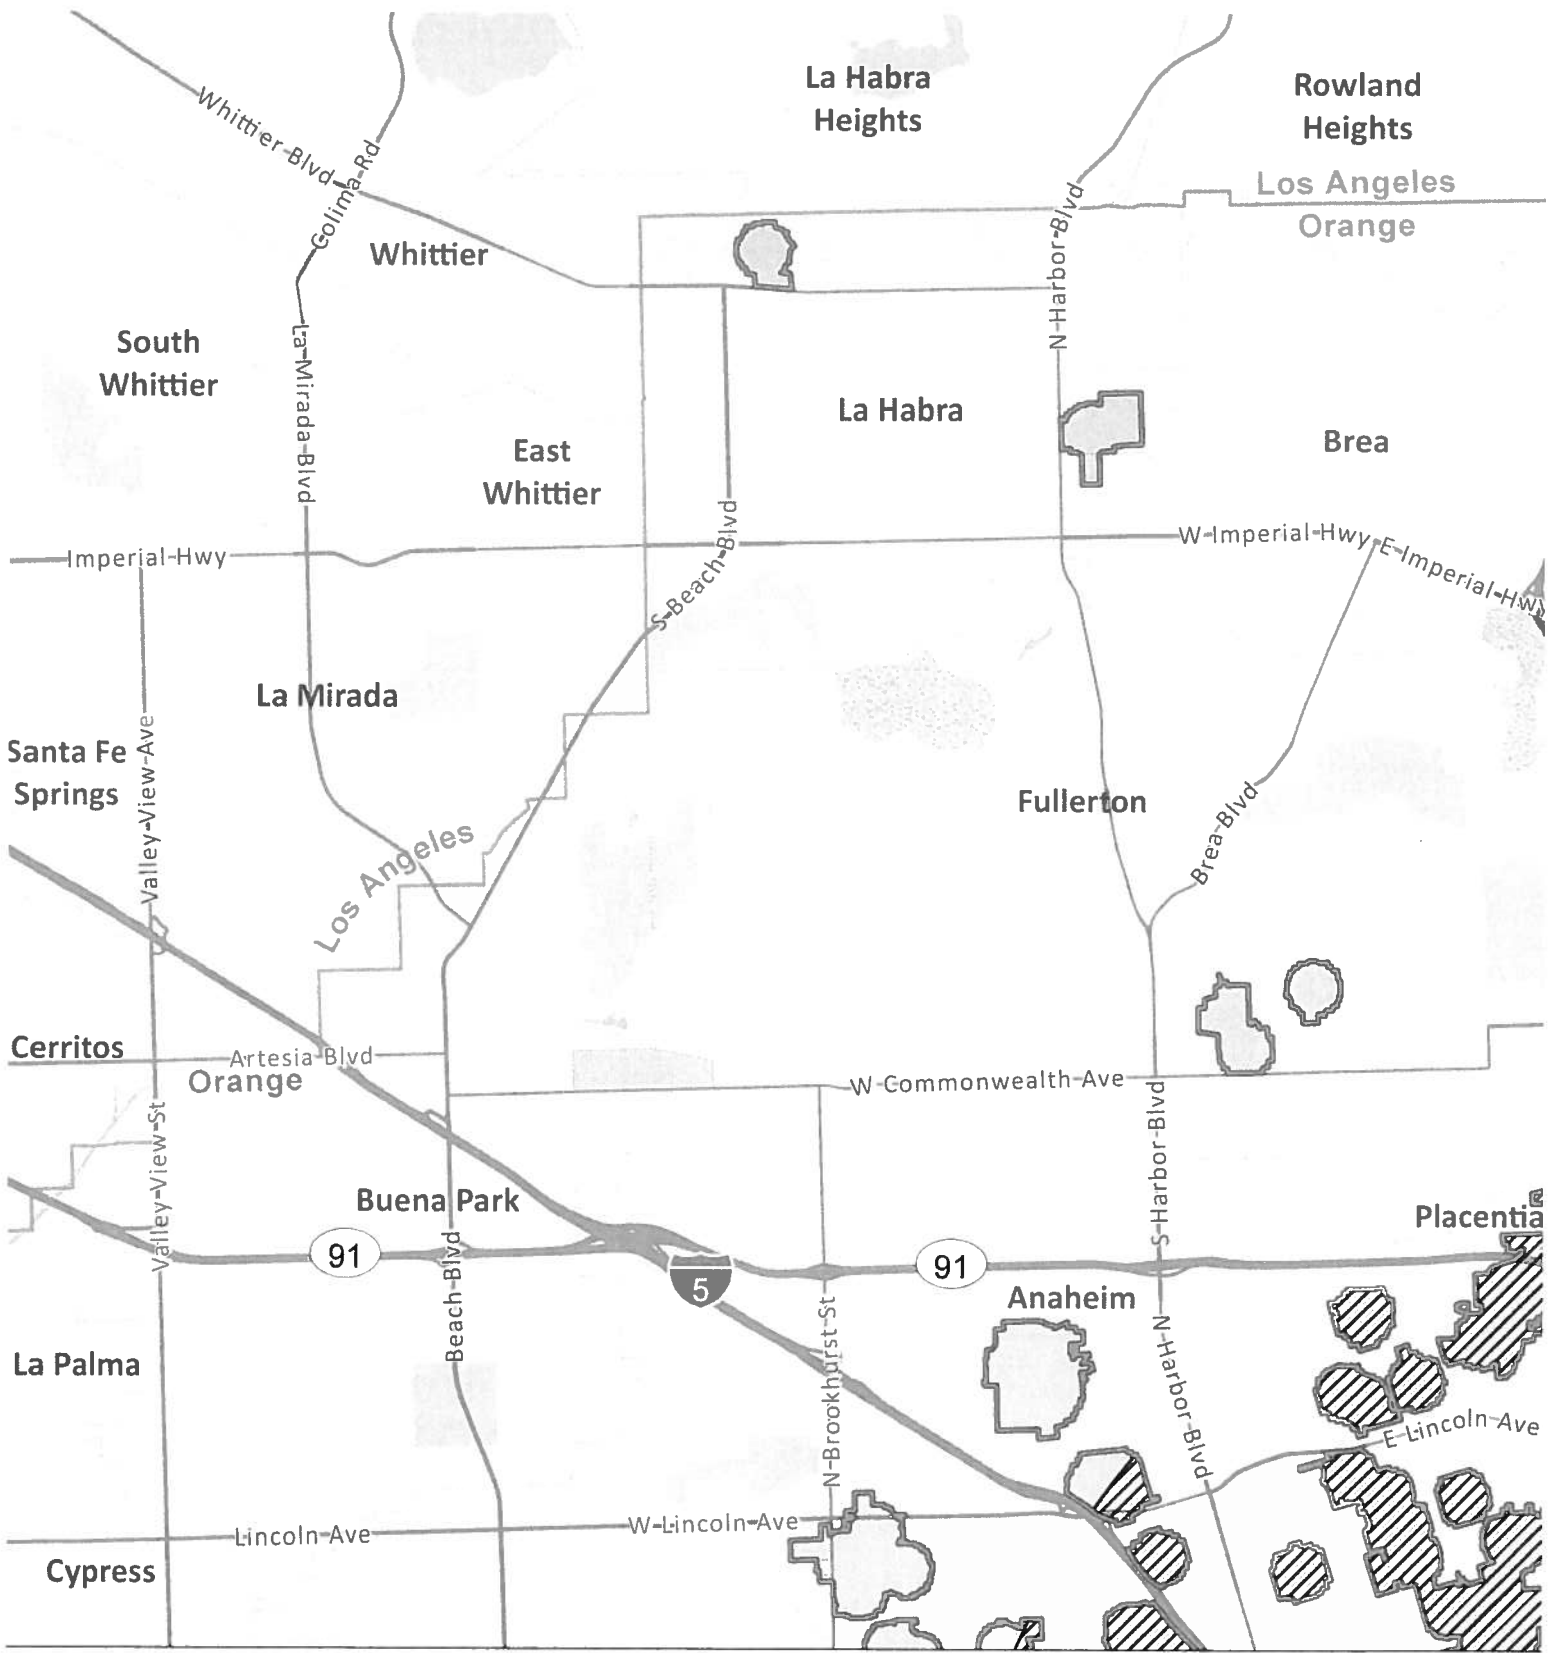 La Habra
Heights
Rowland
Heights
Whittier Blvd
Colima Rd
Los Angeles
Orange
N Harbor Blvd
Whittier
South
Whittier
La Mirada Blvd
La Habra
Brea
East
Whittier
S Beach Blvd
Imperial Hwy
W Imperial Hwy
E Imperial Hwy
La Mirada
Santa Fe
Springs
Valley View Ave
Fullerton
Brea Blvd
Los Angeles
Cerritos
Artesia Blvd
Orange
W Commonwealth Ave
Valley View St
S Harbor Blvd
Buena Park
Placentia
91
91
5
Beach Blvd
Anaheim
La Palma
N Brookhurst St
N Harbor Blvd
E Lincoln Ave
Lincoln Ave
W Lincoln Ave
Cypress